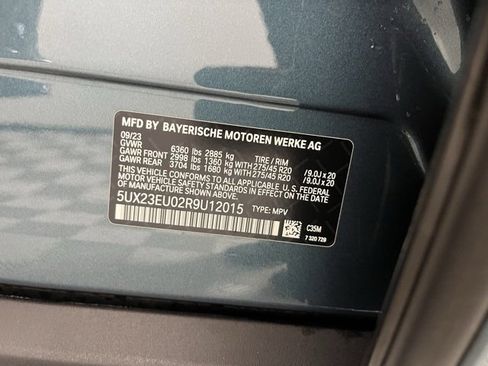 MFD BY BAYERISCHE MOTOREN WERKE AG
09/23
GVWR 6360 lbs 2885 kg TIRE / RIM
GAWR FRONT 2998 lbs 1360 kg WITH 275/45 R20 / 9.0J x 20
GAWR REAR 3704 lbs 1680 kg WITH 275/45 R20 / 9.0J x 20
THIS VEHICLE CONFORMS TO ALL APPLICABLE U.S. FEDERAL
MOTOR VEHICLE SAFETY STANDARDS IN EFFECT ON
THE DATE OF MANUFACTURE SHOWN ABOVE.
5UX23EU02R9U12015 TYPE: MPV
C35M
7 320 729